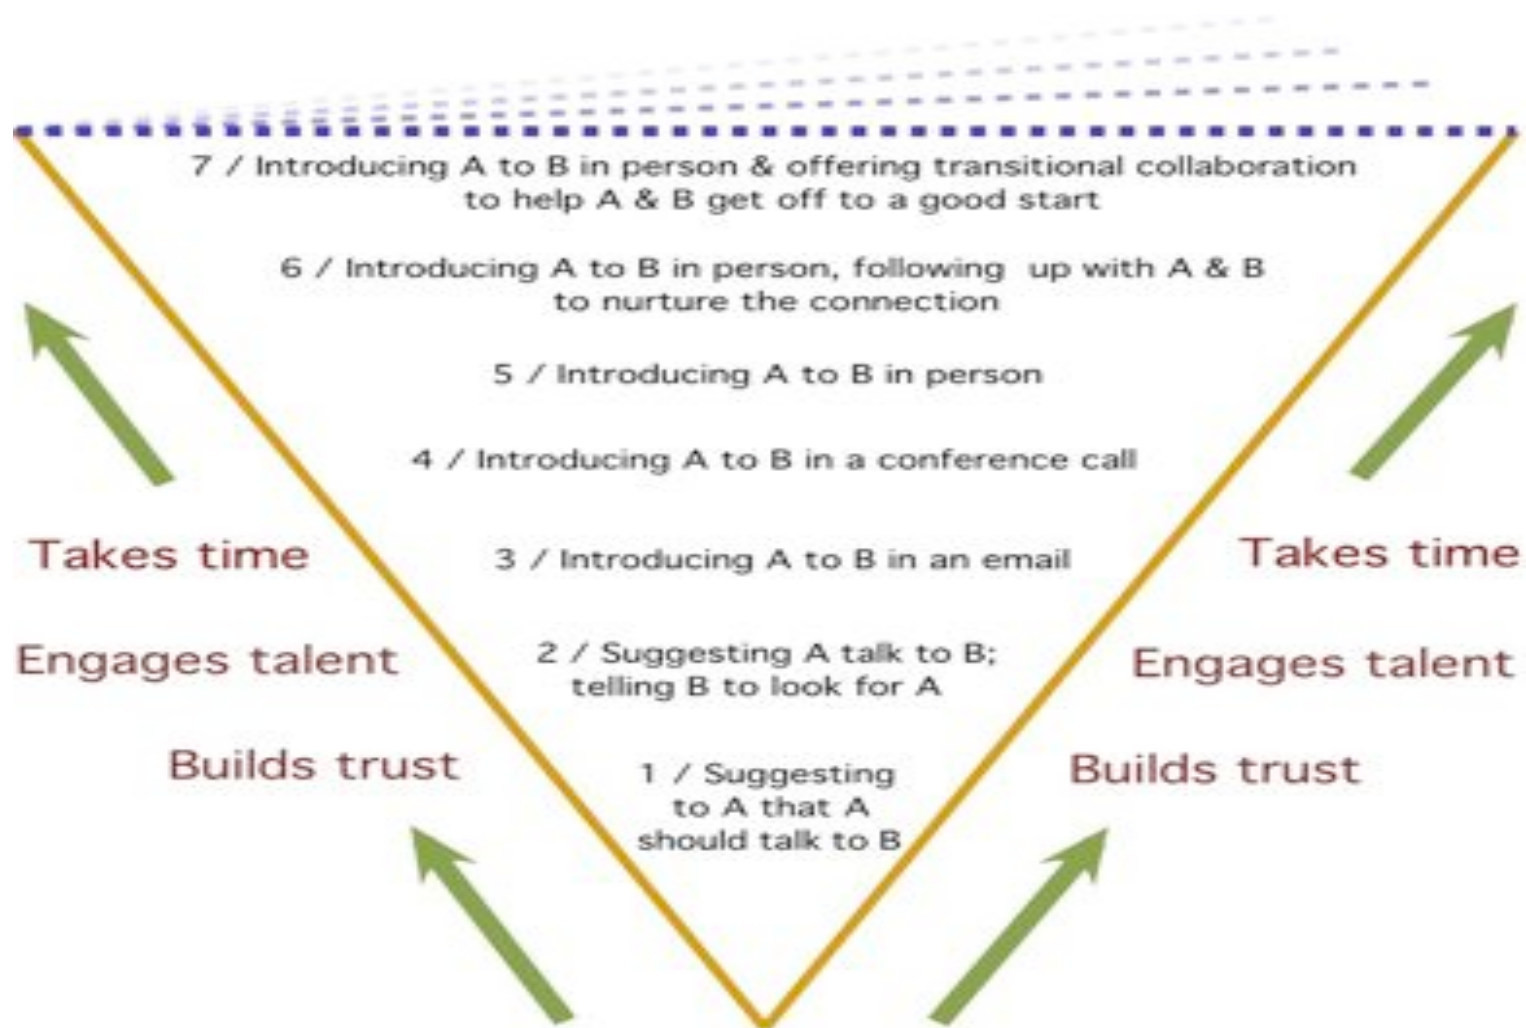 7 / Introducing A to B in person & offering transitional collaboration
to help A & B get off to a good start
6 / Introducing A to B in person, following up with A & B
to nurture the connection
5 / Introducing A to B in person
4 / Introducing A to B in a conference call
Takes time
3 / Introducing A to B in an email
Takes time
Engages talent
2 / Suggesting A talk to B;
telling B to look for A
Engages talent
Builds trust
1 / Suggesting
to A that A
should talk to B
Builds trust